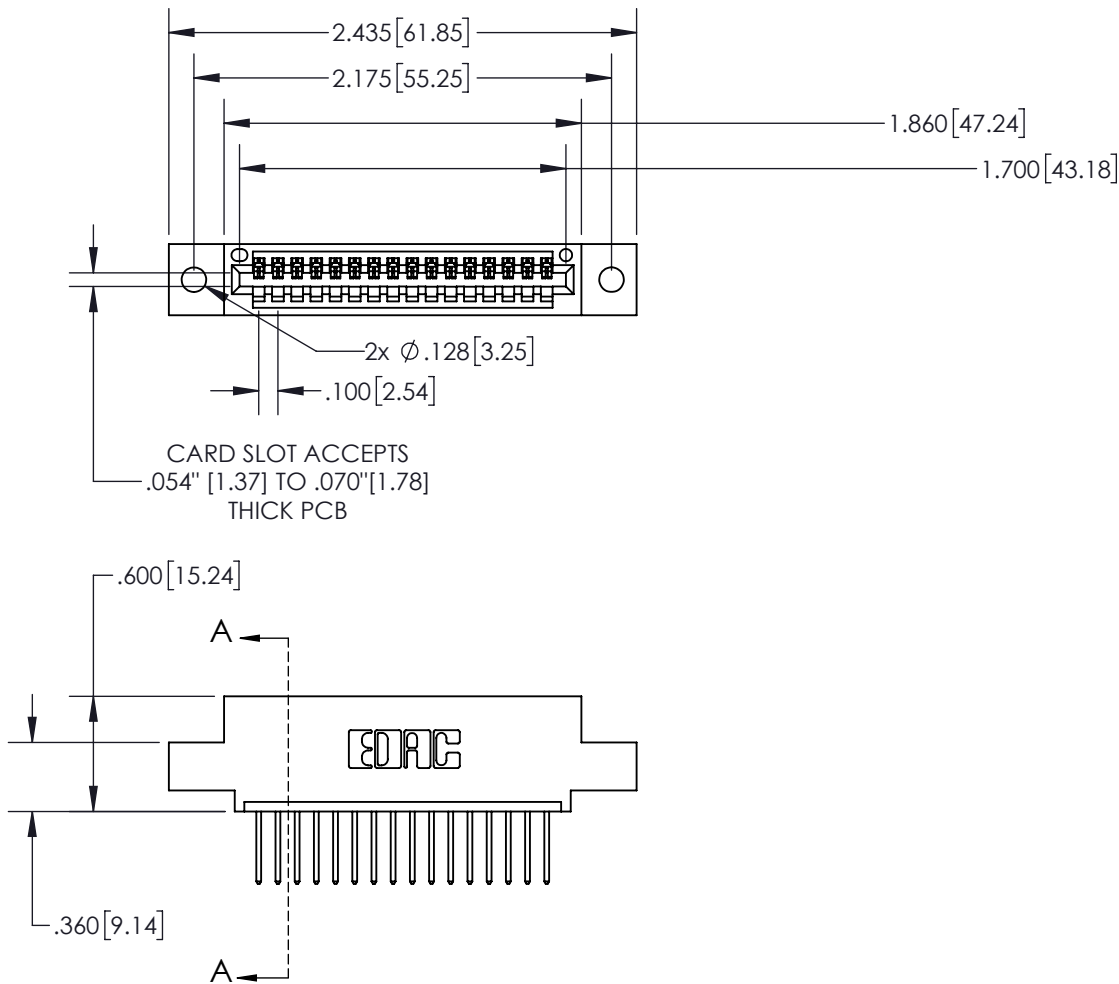 2.435[61.85]
2.175[55.25]
1.860[47.24]
1.700[43.18]
2x Ø.128[3.25]
.100[2.54]
CARD SLOT ACCEPTS
.054" [1.37] TO .070"[1.78]
THICK PCB
.600[15.24]
A
EDAC
.360[9.14]
A